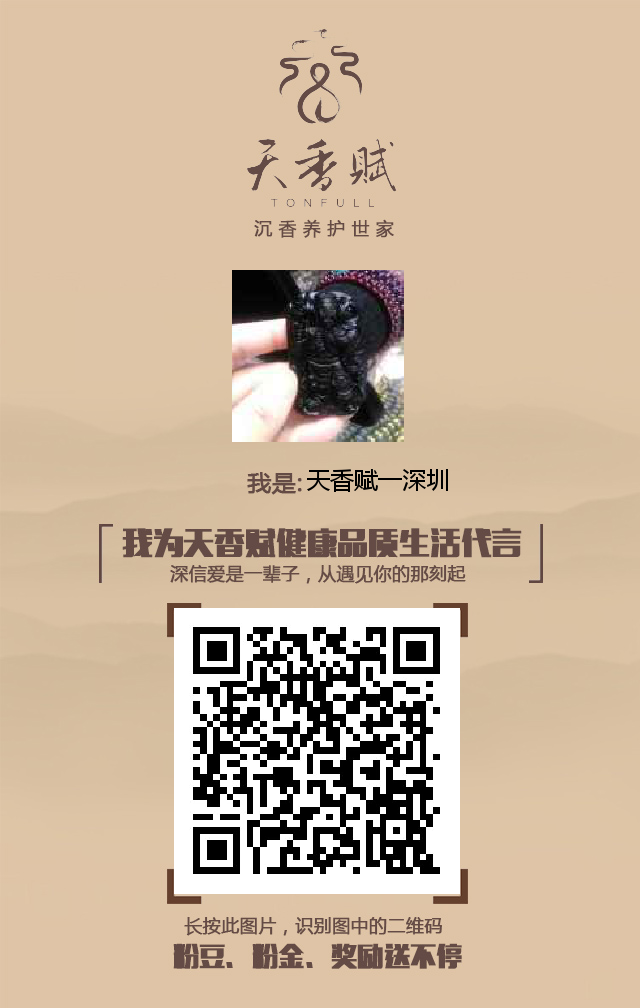 天香赋
TONFULL
沉香养护世家
我是:天香赋一深圳
我为天香赋健康品质生活代言
深信爱是一辈子，从遇见你的那刻起
长按此图片，识别图中的二维码
粉豆、粉金、奖励送不停